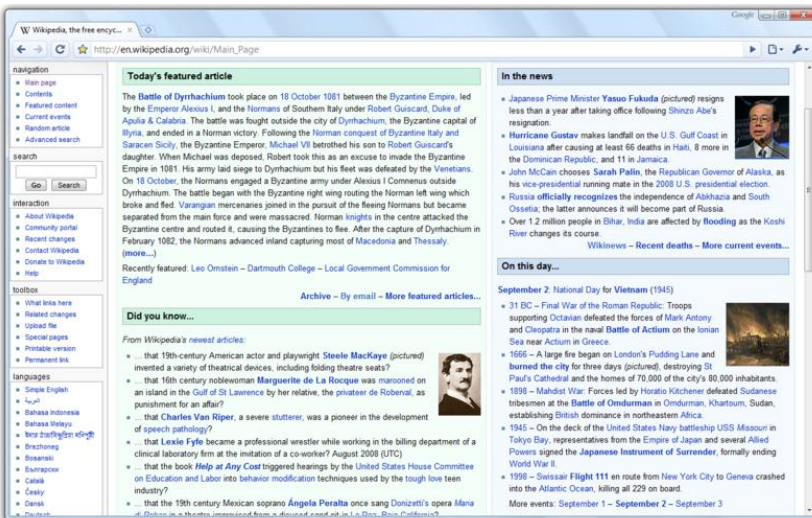 Google
W Wikipedia, the free encyc...
http://en.wikipedia.org/wiki/Main_Page
navigation
Main page
Contents
Featured content
Current events
Random article
Advanced search
search
Go Search
interaction
About Wikipedia
Community portal
Recent changes
Contact Wikipedia
Donate to Wikipedia
Help
toolbox
What links here
Related changes
Upload file
Special pages
Printable version
Permanent link
languages
Simple English
العربية
Bahasa Indonesia
Bahasa Melayu
Brezhoneg
Bosanski
Български
Català
Česky
Dansk
Deutsch
Today's featured article
The Battle of Dyrrhachium took place on 18 October 1081 between the Byzantine Empire, led
by the Emperor Alexius I, and the Normans of Southern Italy under Robert Guiscard, Duke of
Apulia & Calabria. The battle was fought outside the city of Dyrrhachium, the Byzantine capital of
Illyria, and ended in a Norman victory. Following the Norman conquest of Byzantine Italy and
Saracen Sicily, the Byzantine Emperor, Michael VII betrothed his son to Robert Guiscard's
daughter. When Michael was deposed, Robert took this as an excuse to invade the Byzantine
Empire in 1081. His army laid siege to Dyrrhachium but his fleet was defeated by the Venetians.
On 18 October, the Normans engaged a Byzantine army under Alexius I Comnenus outside
Dyrrhachium. The battle began with the Byzantine right wing routing the Norman left wing which
broke and fled. Varangian mercenaries joined in the pursuit of the fleeing Normans but became
separated from the main force and were massacred. Norman knights in the centre attacked the
Byzantine centre and routed it, causing the Byzantines to flee. After the capture of Dyrrhachium in
February 1082, the Normans advanced inland capturing most of Macedonia and Thessaly.
(more...)
Recently featured: Leo Ornstein – Dartmouth College – Local Government Commission for
England
Archive – By email – More featured articles...
Did you know...
From Wikipedia's newest articles:
... that 19th-century American actor and playwright Steele MacKaye (pictured)
invented a variety of theatrical devices, including folding theatre seats?
... that 16th century noblewoman Marguerite de La Rocque was marooned on
an island in the Gulf of St Lawrence by her relative, the privateer de Roberval, as
punishment for an affair?
... that Charles Van Riper, a severe stutterer, was a pioneer in the development
of speech pathology?
... that Lexie Fyfe became a professional wrestler while working in the billing department of a
clinical laboratory firm at the invitation of a co-worker? August 2008 (UTC)
... that the book Help at Any Cost triggered hearings by the United States House Committee
on Education and Labor into behavior modification techniques used by the tough love teen
industry?
... that the 19th century Mexican soprano Ángela Peralta once sang Donizetti's opera Maria
di Rohan in a theatre improvised from a disused sand pit in La Paz, Baja California?
In the news
Japanese Prime Minister Yasuo Fukuda (pictured) resigns
less than a year after taking office following Shinzo Abe's
resignation.
Hurricane Gustav makes landfall on the U.S. Gulf Coast in
Louisiana after causing at least 66 deaths in Haiti, 8 more in
the Dominican Republic, and 11 in Jamaica.
John McCain chooses Sarah Palin, the Republican Governor of Alaska, as
his vice-presidential running mate in the 2008 U.S. presidential election.
Russia officially recognizes the independence of Abkhazia and South
Ossetia; the latter announces it will become part of Russia.
Over 1.2 million people in Bihar, India are affected by flooding as the Koshi
River changes its course.
Wikinews – Recent deaths – More current events...
On this day...
September 2: National Day for Vietnam (1945)
31 BC – Final War of the Roman Republic: Troops
supporting Octavian defeated the forces of Mark Antony
and Cleopatra in the naval Battle of Actium on the Ionian
Sea near Actium in Greece.
1666 – A large fire began on London's Pudding Lane and
burned the city for three days (pictured), destroying St
Paul's Cathedral and the homes of 70,000 of the city's 80,000 inhabitants.
1898 – Mahdist War: Forces led by Horatio Kitchener defeated Sudanese
tribesmen at the Battle of Omdurman in Omdurman, Khartoum, Sudan,
establishing British dominance in northeastern Africa.
1945 – On the deck of the United States Navy battleship USS Missouri in
Tokyo Bay, representatives from the Empire of Japan and several Allied
Powers signed the Japanese Instrument of Surrender, formally ending
World War II.
1998 – Swissair Flight 111 en route from New York City to Geneva crashed
into the Atlantic Ocean, killing all 229 on board.
More events: September 1 – September 2 – September 3